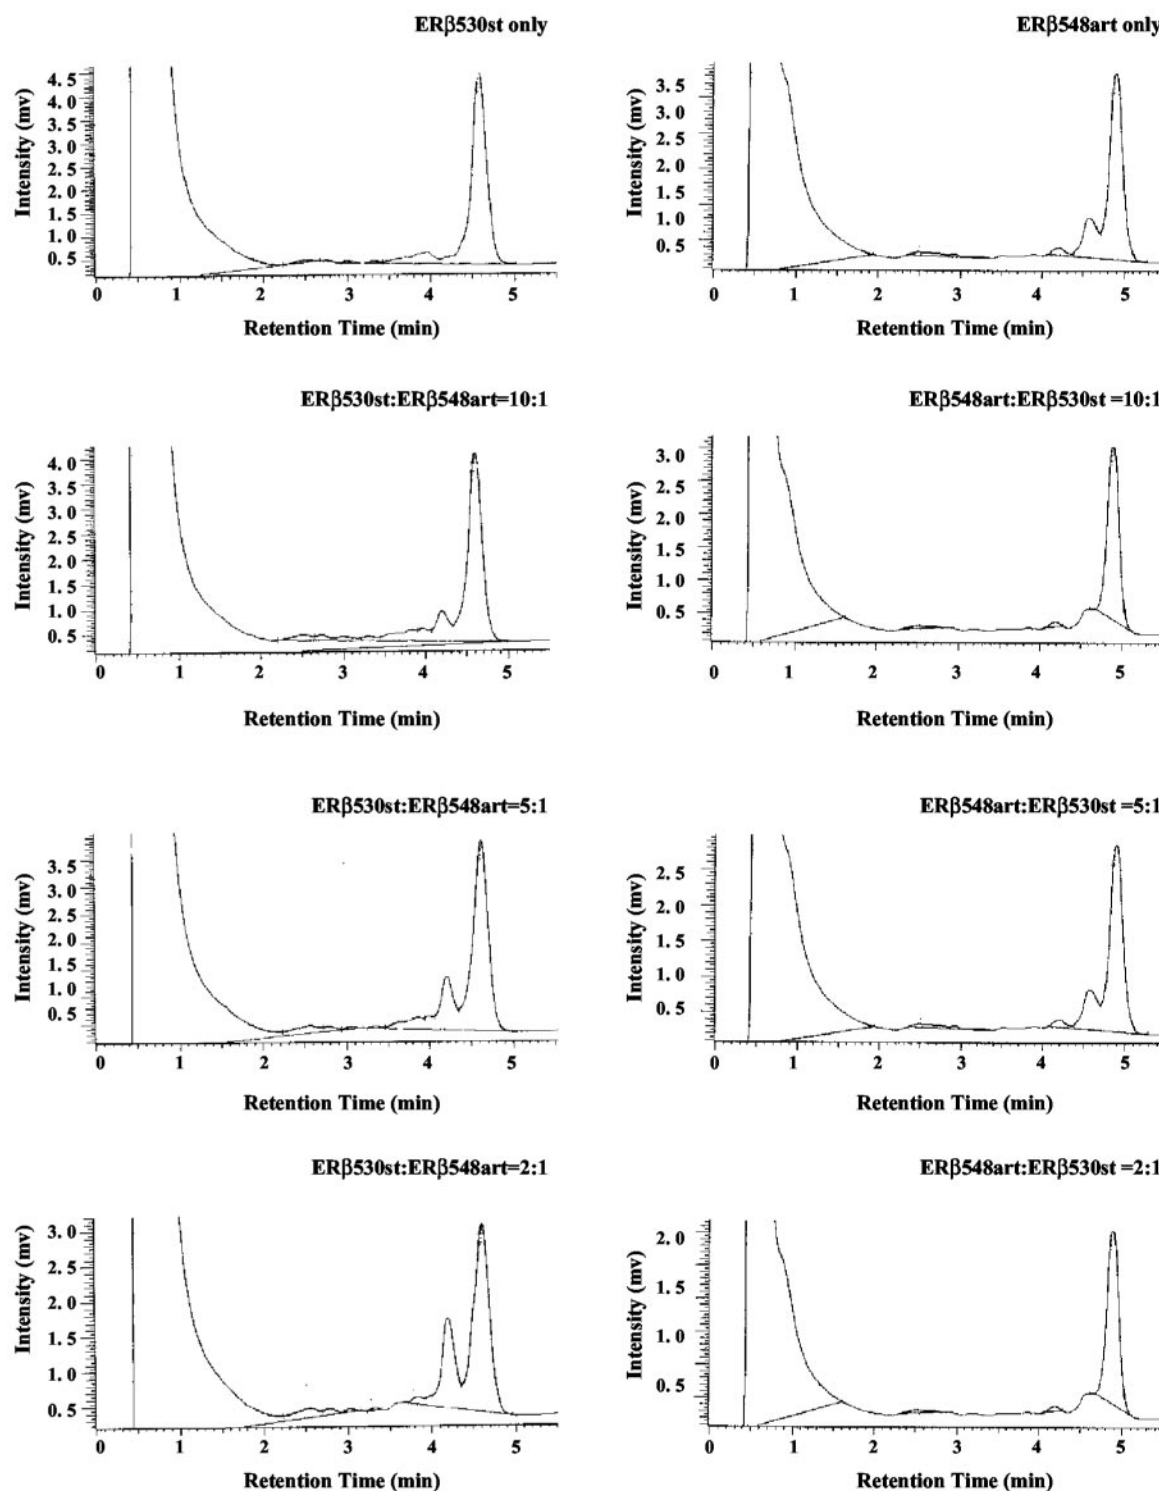 ERβ530st only
4.5
4.0
3.5
3.0
2.5
2.0
1.5
1.0
0.5
Intensity (mv)
0 1 2 3 4 5
Retention Time (min)
ERβ548art only
3.5
3.0
2.5
2.0
1.5
1.0
0.5
Intensity (mv)
0 1 2 3 4 5
Retention Time (min)
ERβ530st:ERβ548art=10:1
4.0
3.5
3.0
2.5
2.0
1.5
1.0
0.5
Intensity (mv)
0 1 2 3 4 5
Retention Time (min)
ERβ548art:ERβ530st =10:1
3.0
2.5
2.0
1.5
1.0
0.5
Intensity (mv)
0 1 2 3 4 5
Retention Time (min)
ERβ530st:ERβ548art=5:1
3.5
3.0
2.5
2.0
1.5
1.0
0.5
Intensity (mv)
0 1 2 3 4 5
Retention Time (min)
ERβ548art:ERβ530st =5:1
2.5
2.0
1.5
1.0
0.5
Intensity (mv)
0 1 2 3 4 5
Retention Time (min)
ERβ530st:ERβ548art=2:1
3.0
2.5
2.0
1.5
1.0
0.5
Intensity (mv)
0 1 2 3 4 5
Retention Time (min)
ERβ548art:ERβ530st =2:1
2.0
1.5
1.0
0.5
Intensity (mv)
0 1 2 3 4 5
Retention Time (min)